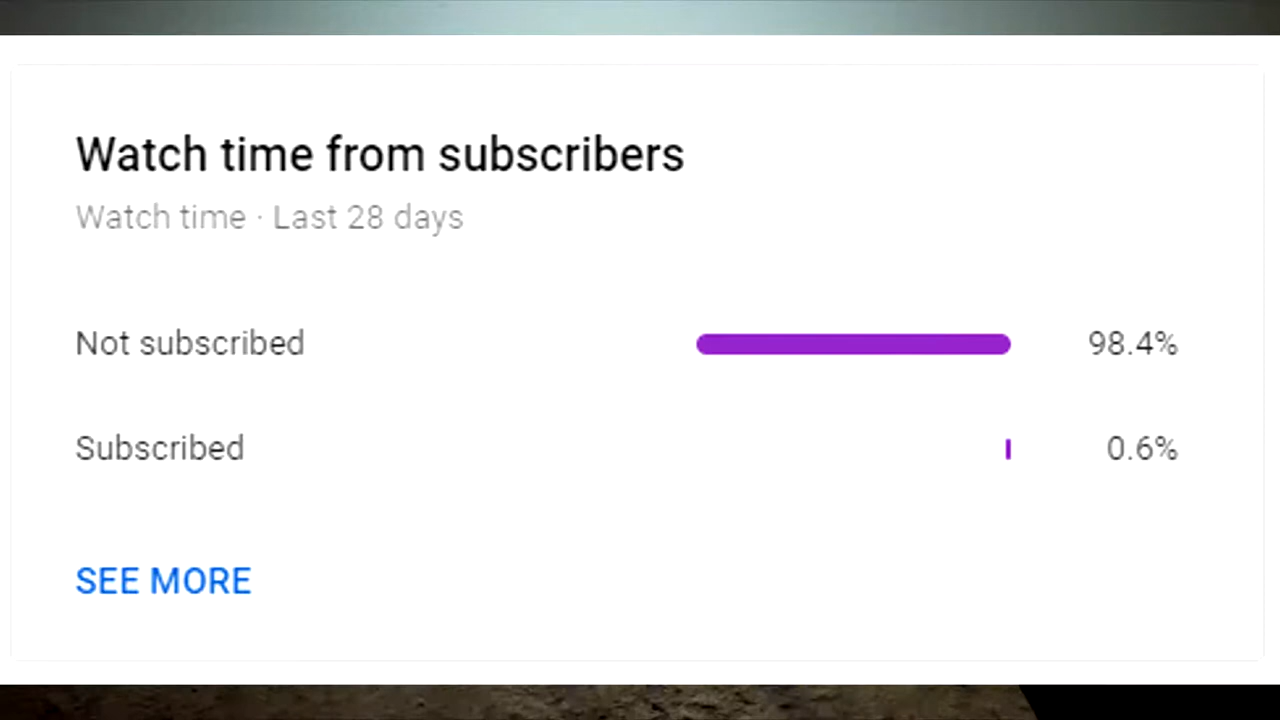 Watch time from subscribers
Watch time · Last 28 days
Not subscribed 98.4%
Subscribed 0.6%
SEE MORE